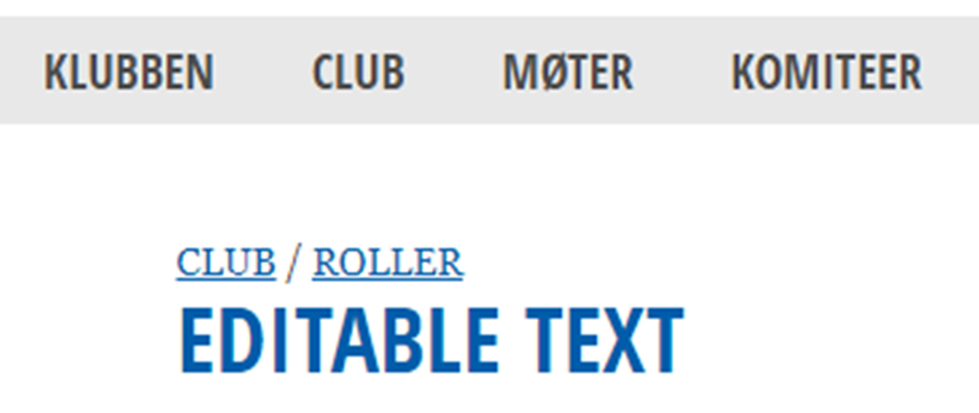 KLUBBEN CLUB MØTER KOMITEER
CLUB / ROLLER
EDITABLE TEXT